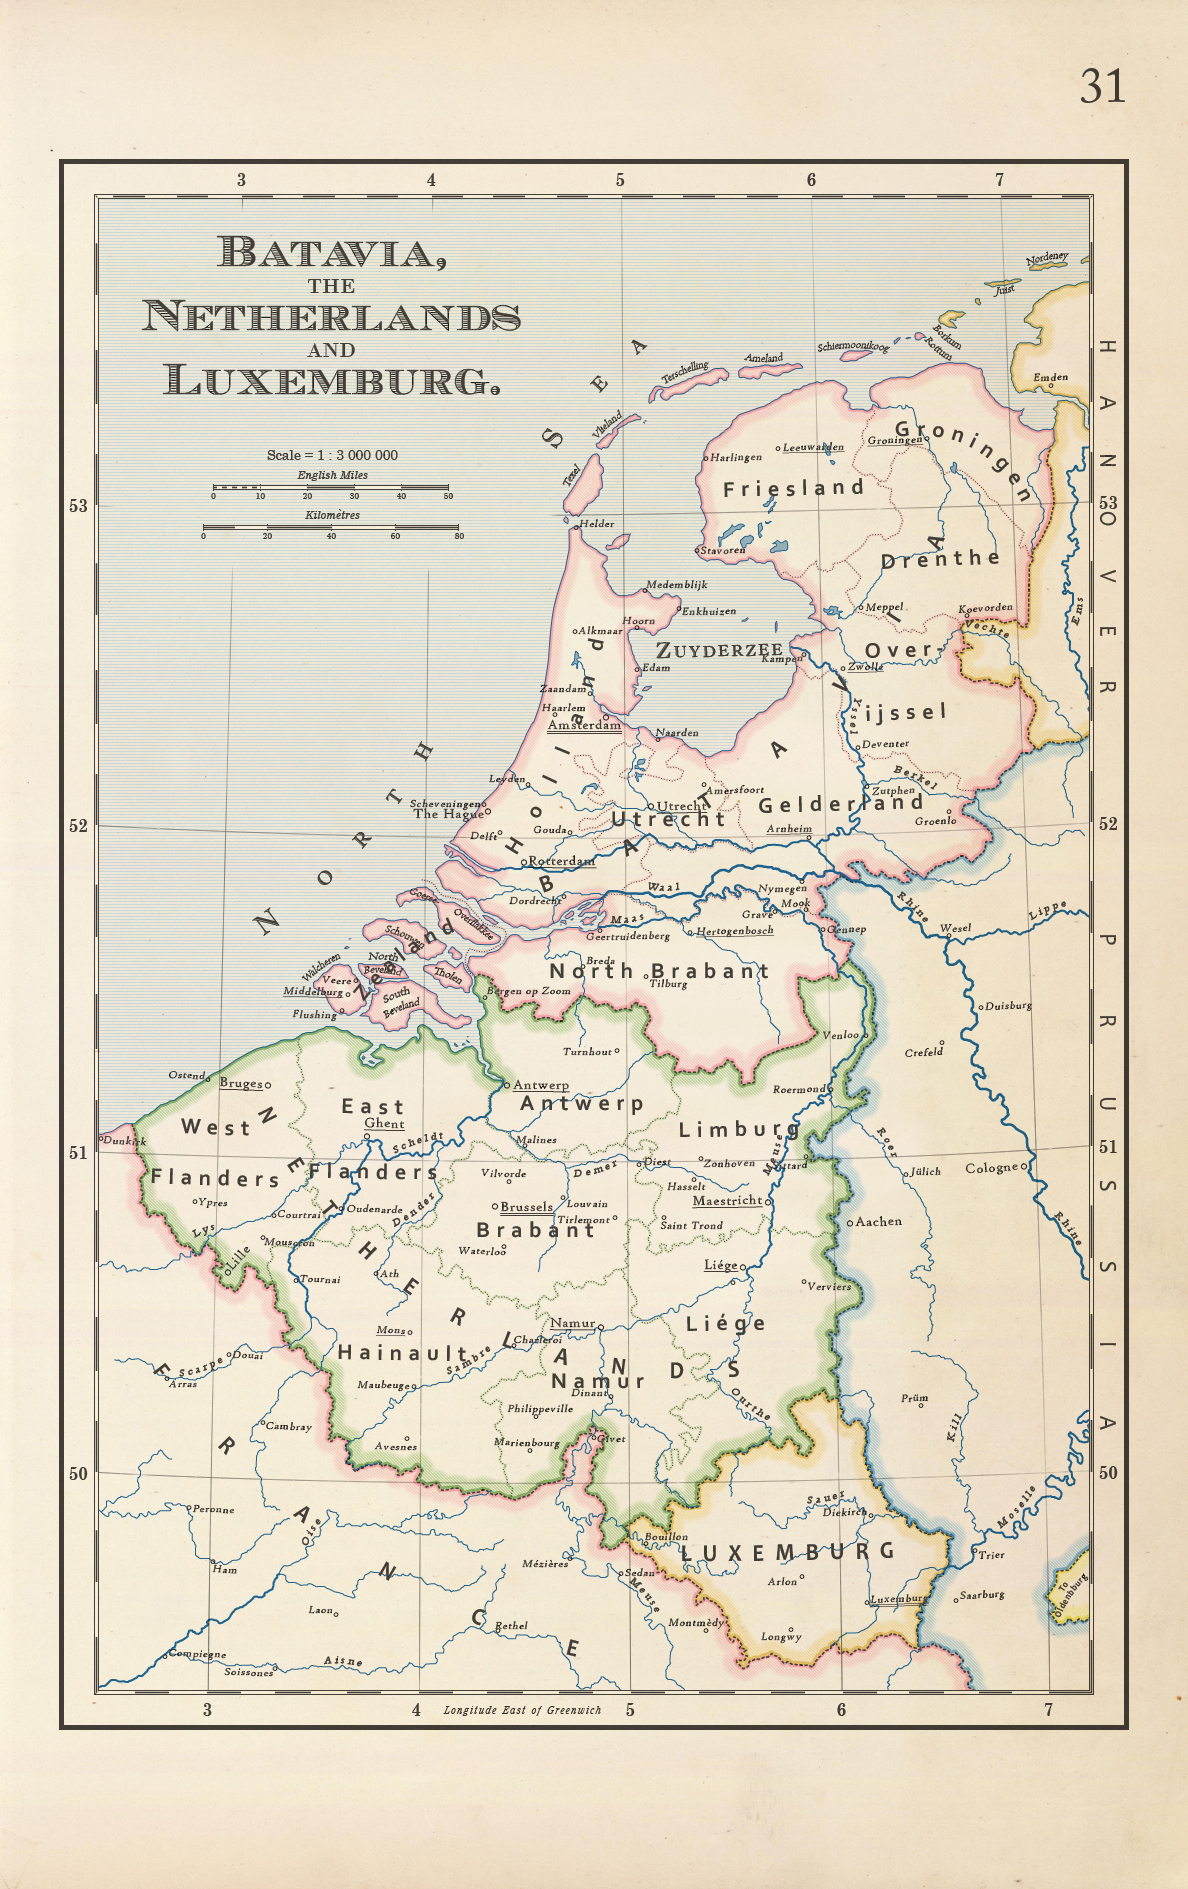 31
3 4 5 6 7
BATAVIA,
THE
NETHERLANDS
AND
LUXEMBURG.
Scale = 1 : 3 000 000
English Miles
0 10 20 30 40 50
Kilomètres
0 20 40 60 80
NORTH SEA
Nordeney
Juist
Borkum
Rottum
Schiermoonikoog
Ameland
Terschelling
Vlieland
Texel
HANOVER
Emden
Groningen
Groningen
Leeuwarden
Harlingen
Friesland
53
53
Helder
Stavoren
Drenthe
Medemblijk
Enkhuizen
Hoorn
Meppel
Koevorden
Vechte
Ems
Alkmaar
ZUYDERZEE
Kampen
Over-
ijssel
Edam
Zwolle
Zaandam
Haarlem
Amsterdam
Naarden
Yssel
Deventer
BATAVIA
Holland
Leyden
Amersfoort
Berkel
Zutphen
Scheveningen
The Hague
Utrecht
Utrecht
Gelderland
Groenlo
52
52
Delft
Gouda
Arnheim
Rotterdam
Waal
Nymegen
Mook
Dordrecht
Goeree
Overflakkee
Maas
Grave
Rhine
Lippe
Geertruidenberg
Hertogenbosch
Gennep
Wesel
Zeeland
Schouwen
Walcheren
North
Beveland
Tholen
Breda
North Brabant
Tilburg
Veere
Middelburg
South
Beveland
Bergen op Zoom
Flushing
Duisburg
PRUSSIA
Venloo
Crefeld
Turnhout
Ostend
Bruges
Antwerp
Antwerp
Roermond
NETHERLANDS
East
Flanders
Ghent
West
Flanders
Limburg
Scheldt
Malines
Dunkirk
51
51
Roer
Meuse
Demer
Diest
Zonhoven
Sittard
Cologne
Jülich
Vilvorde
Hasselt
Maestricht
Ypres
Oudenarde
Dender
Brussels
Louvain
Courtrai
Tirlemont
Saint Trond
Aachen
Rhine
Lys
Brabant
Mouscron
Waterloo
Lille
Tournai
Ath
Liége
Verviers
Namur
Liége
Mons
Charleroi
Hainault
Sambre
Namur
Scarpe
Douai
Arras
Maubeuge
Dinant
Ourthe
Philippeville
Prüm
Cambray
Kill
Avesnes
Marienbourg
Givet
50
50
FRANCE
Peronne
Oise
Sauer
Diekirch
Moselle
Bouillon
LUXEMBURG
Trier
Mézières
Sedan
Ham
Arlon
Meuse
Luxemburg
Saarburg
To
Oldenbburg
Laon
Rethel
Montmèdy
Longwy
Compiegne
Soissones
Aisne
3 4 Longitude East of Greenwich 5 6 7